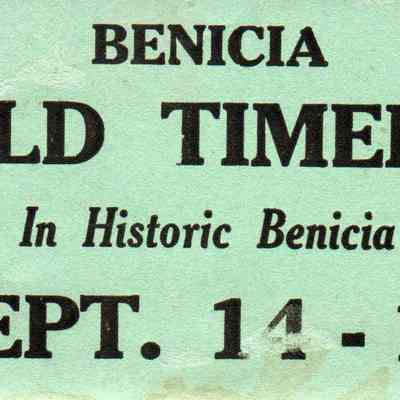 BENICIA
LD TIME
In Historic Benicia
EPT. 14 -